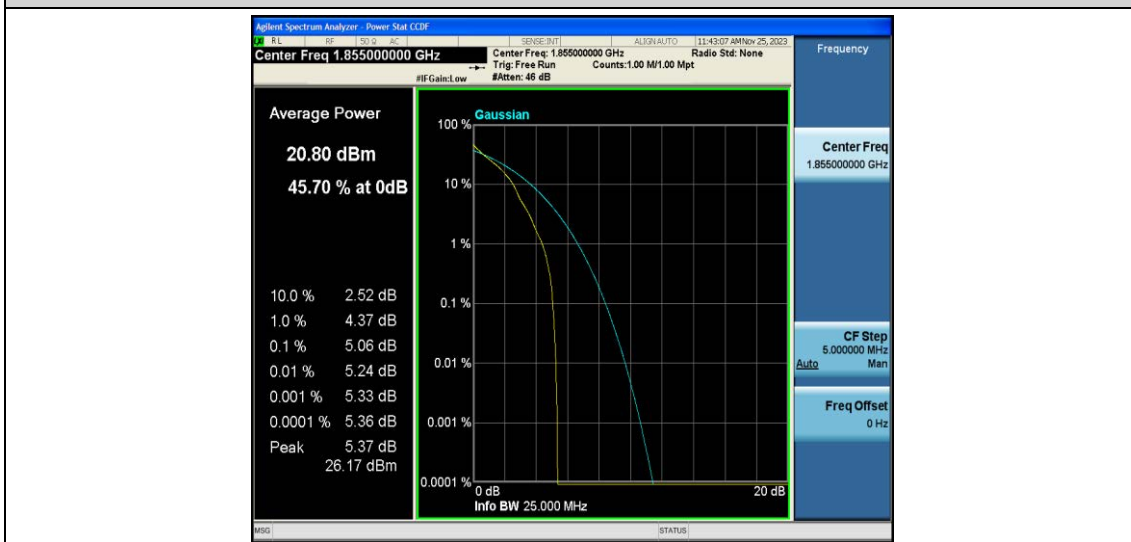 Agilent Spectrum Analyzer - Power Stat CCDF
RL RF 50 Ω AC SENSE:INT ALIGN AUTO 11:43:07 AM Nov 25, 2023
Center Freq 1.855000000 GHz
Center Freq: 1.855000000 GHz Radio Std: None
Trig: Free Run Counts:1.00 M/1.00 Mpt
#IFGain:Low #Atten: 46 dB
Frequency
Average Power
20.80 dBm
45.70 % at 0dB
10.0 % 2.52 dB
1.0 % 4.37 dB
0.1 % 5.06 dB
0.01 % 5.24 dB
0.001 % 5.33 dB
0.0001 % 5.36 dB
Peak 5.37 dB
26.17 dBm
Gaussian
100 %
10 %
1 %
0.1 %
0.01 %
0.001 %
0.0001 %
0 dB 20 dB
Info BW 25.000 MHz
Center Freq
1.855000000 GHz
CF Step
5.000000 MHz
Auto Man
Freq Offset
0 Hz
MSG STATUS